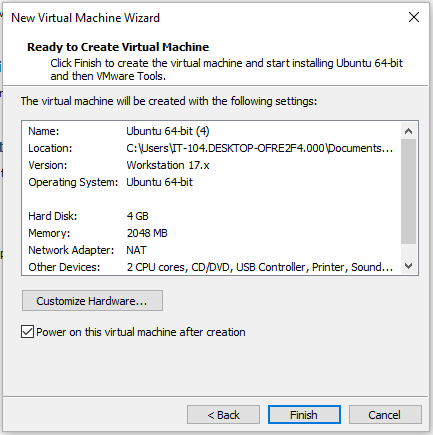 New Virtual Machine Wizard
Ready to Create Virtual Machine
Click Finish to create the virtual machine and start installing Ubuntu 64-bit
and then VMware Tools.
The virtual machine will be created with the following settings:
Name: Ubuntu 64-bit (4)
Location: C:\Users\IT-104.DESKTOP-OFRE2F4.000\Documents...
Version: Workstation 17.x
Operating System: Ubuntu 64-bit
Hard Disk: 4 GB
Memory: 2048 MB
Network Adapter: NAT
Other Devices: 2 CPU cores, CD/DVD, USB Controller, Printer, Sound...
Customize Hardware...
Power on this virtual machine after creation
< Back Finish Cancel